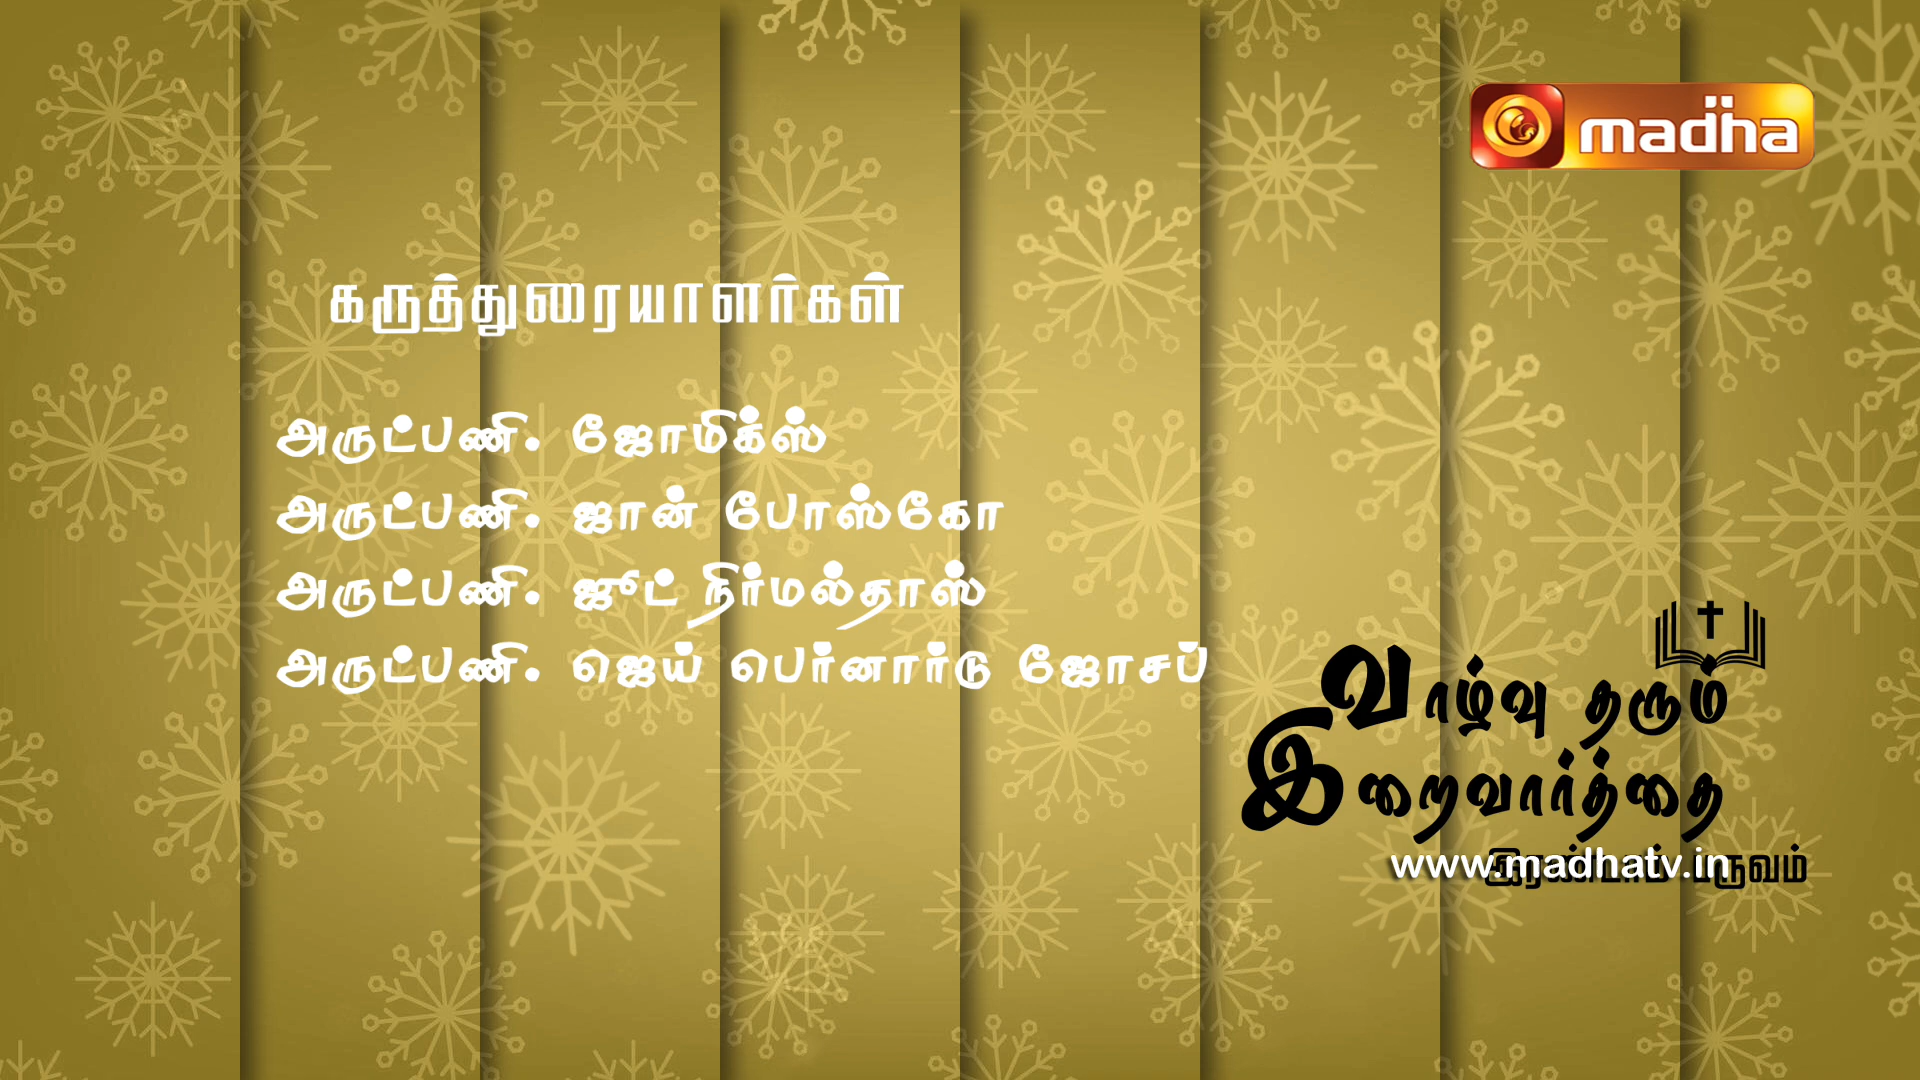 madha
கருத்துரையாளர்கள்
அருட்பணி. ஜோமிக்ஸ்
அருட்பணி. ஜான் போஸ்கோ
அருட்பணி. ஜூட் நிர்மல்தாஸ்
அருட்பணி. ஜெய் பெர்னார்டு ஜோசப்
வாழ்வு தரும்
இறைவார்த்தை
www.madhatv.in